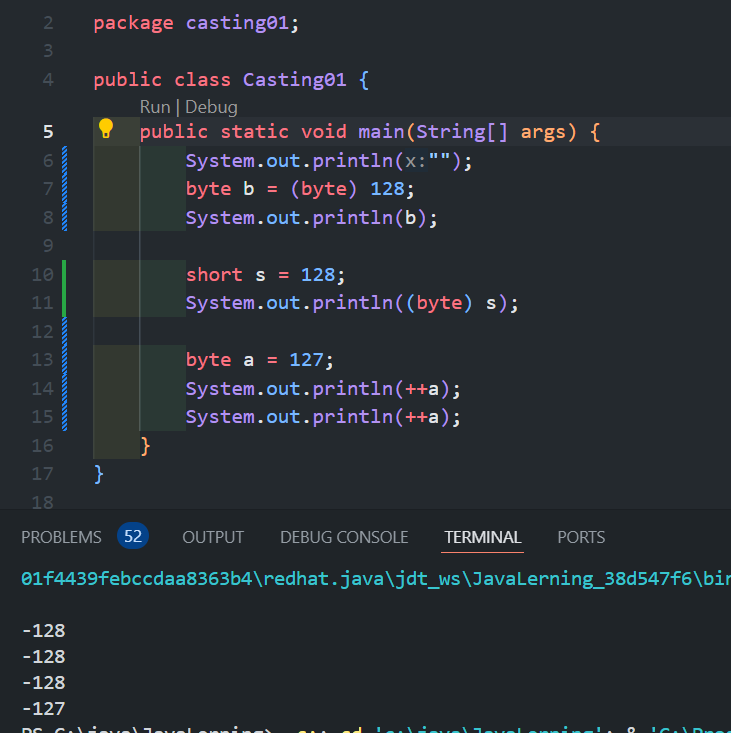 2 package casting01;
3
4 public class Casting01 {
Run | Debug
5 public static void main(String[] args) {
6 System.out.println(x:"");
7 byte b = (byte) 128;
8 System.out.println(b);
9
10 short s = 128;
11 System.out.println((byte) s);
12
13 byte a = 127;
14 System.out.println(++a);
15 System.out.println(++a);
16 }
17 }
18
PROBLEMS 52 OUTPUT DEBUG CONSOLE TERMINAL PORTS
01f4439febccdaa8363b4\redhat.java\jdt_ws\JavaLerning_38d547f6\bin
-128
-128
-128
-127